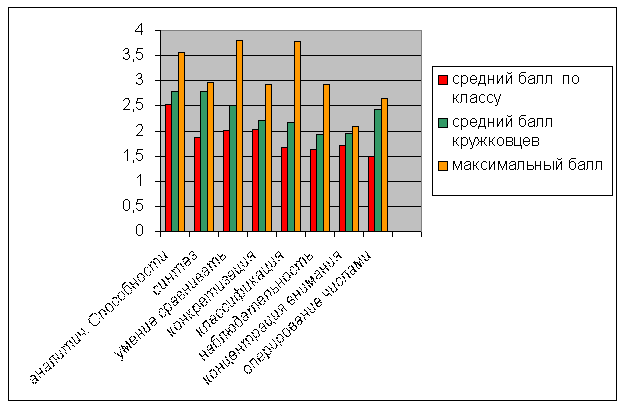 4
3,5
3
2,5
2
1,5
1
0,5
0
аналитич. Способности
синтез
умение сравнивать
конкретизация
классификация
наблюдательность
концентрация внимания
оперирование числами
средний балл по
классу
средний балл
кружковцев
максимальный балл